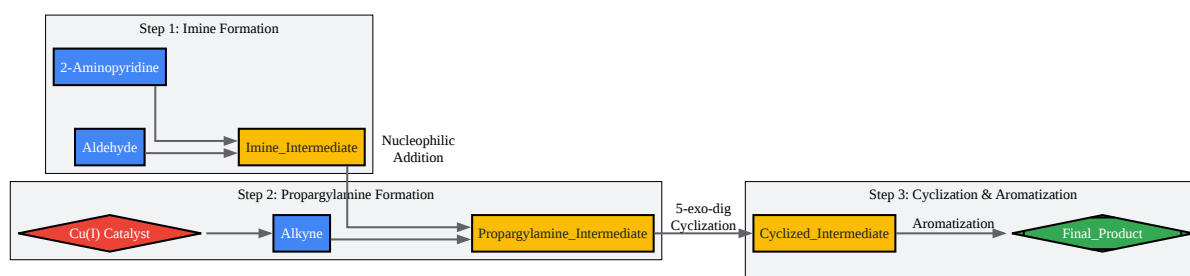 Step 1: Imine Formation
2-Aminopyridine
Aldehyde
Imine_Intermediate
Nucleophilic
Addition
Step 2: Propargylamine Formation
Cu(I) Catalyst
Alkyne
Propargylamine_Intermediate
5-exo-dig
Cyclization
Step 3: Cyclization & Aromatization
Cyclized_Intermediate
Aromatization
Final_Product